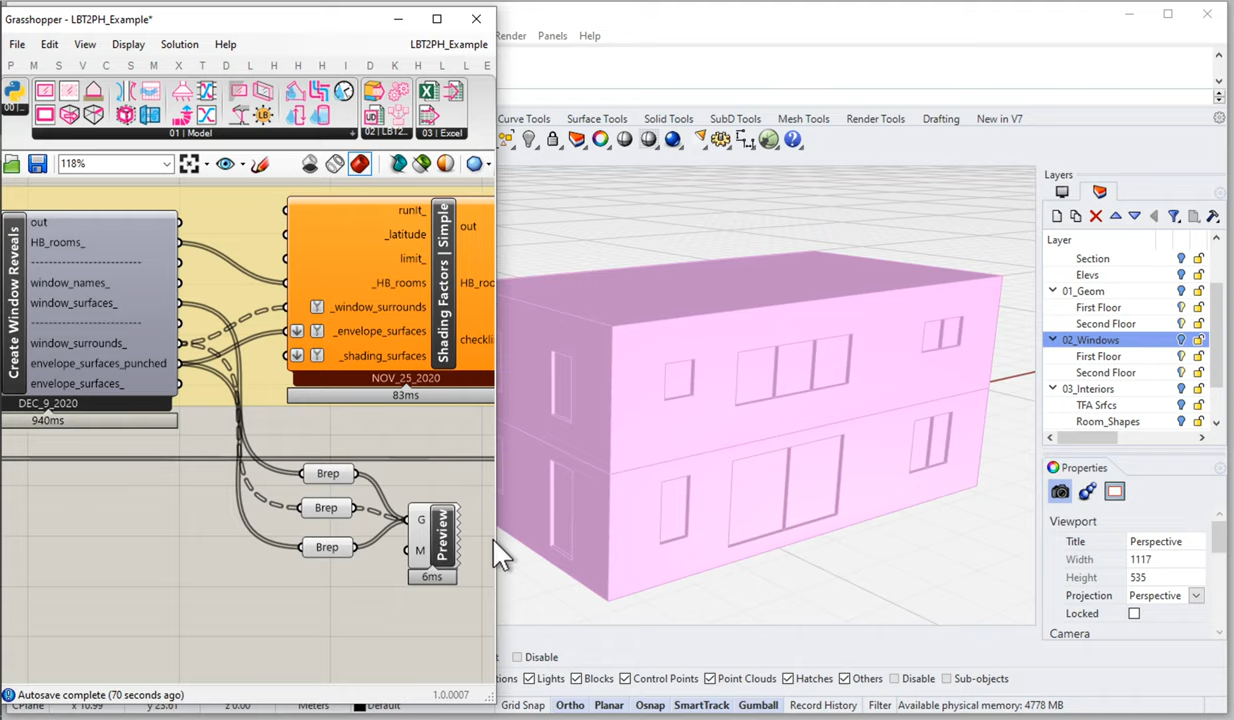 Grasshopper - LBT2PH_Example*
File Edit View Display Solution Help LBT2PH_Example
P M S V C X T D L H H I D K H L E M
00 |
01 | Model
02 | LBT2...
03 | Excel
118%
Create Window Reveals
out
HB_rooms_
window_names_
window_surfaces_
window_surrounds_
envelope_surfaces_punched
envelope_surfaces_
DEC_9_2020
940ms
runIt_
_latitude
limit_
_HB_rooms
_window_surrounds
_envelope_surfaces
_shading_surfaces
Shading Factors | Simple
out
HB_roo
checkli
NOV_25_2020
83ms
Brep
Brep
Brep
G
M
Preview
6ms
Autosave complete (70 seconds ago)
1.0.0007
Render Panels Help
Curve Tools Surface Tools Solid Tools SubD Tools Mesh Tools Render Tools Drafting New in V7
Layers
Layer
Section
Elevs
01_Geom
First Floor
Second Floor
02_Windows
First Floor
Second Floor
03_Interiors
TFA Srfcs
Room_Shapes
Properties
Viewport
Title Perspective
Width 1117
Height 535
Projection Perspective
Locked
Camera
Disable
Lights Blocks Control Points Point Clouds Hatches Others Disable Sub-objects
CPlane x 10.99 y 23.61 z 0.00 Meters Default Grid Snap Ortho Planar Osnap SmartTrack Gumball Record History Filter Available physical memory: 4778 MB